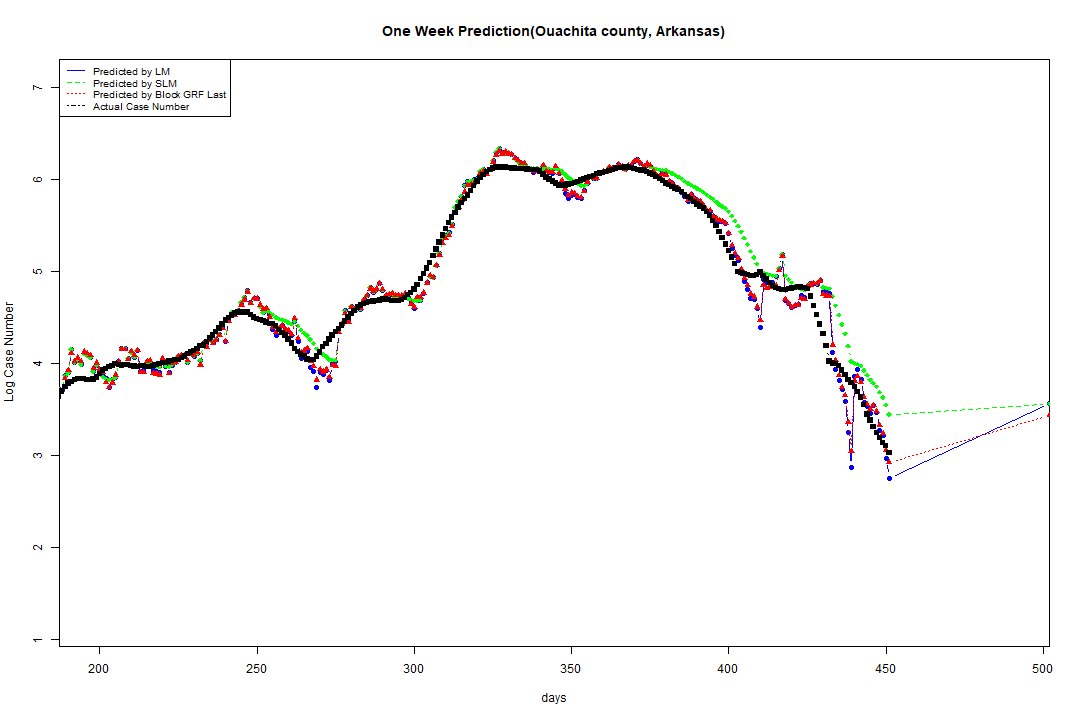 One Week Prediction(Ouachita county, Arkansas)
Predicted by LM
Predicted by SLM
Predicted by Block GRF Last
Actual Case Number
7
6
5
4
3
2
1
Log Case Number
200 250 300 350 400 450 500
days